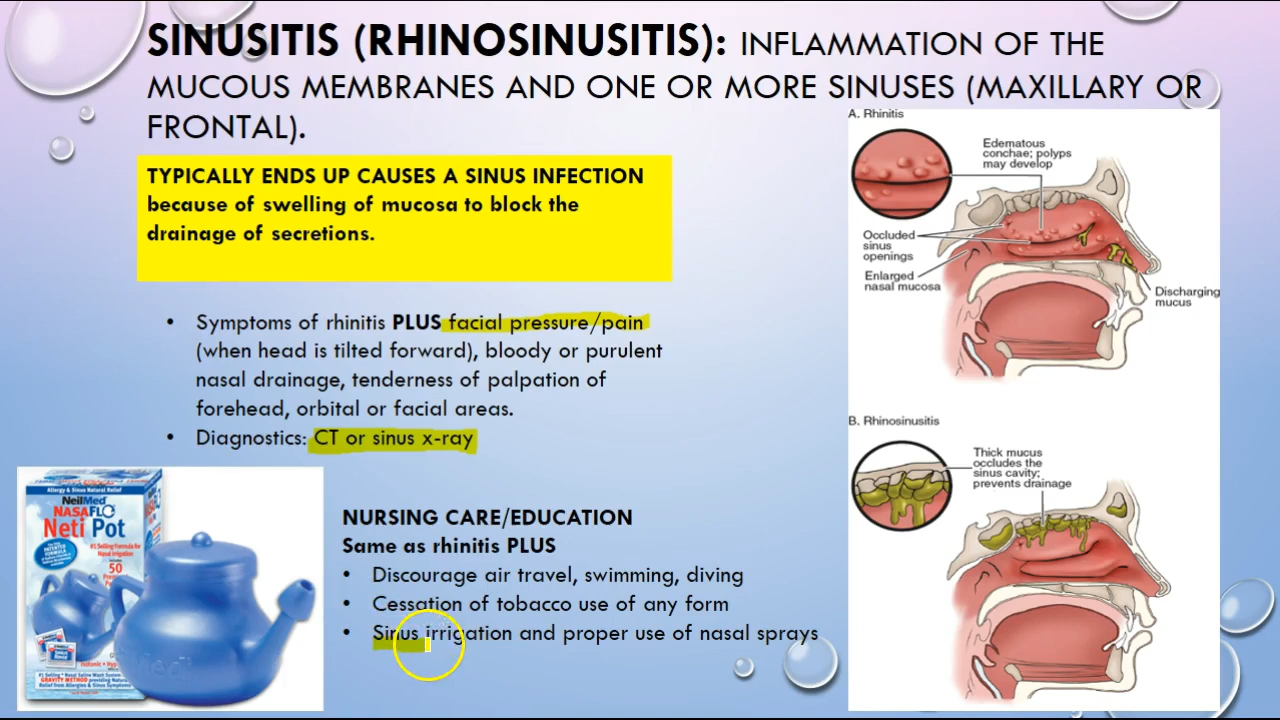 SINUSITIS (RHINOSINUSITIS): INFLAMMATION OF THE
MUCOUS MEMBRANES AND ONE OR MORE SINUSES (MAXILLARY OR
FRONTAL).
TYPICALLY ENDS UP CAUSES A SINUS INFECTION
because of swelling of mucosa to block the
drainage of secretions.
• Symptoms of rhinitis PLUS facial pressure/pain
(when head is tilted forward), bloody or purulent
nasal drainage, tenderness of palpation of
forehead, orbital or facial areas.
• Diagnostics: CT or sinus x-ray
NURSING CARE/EDUCATION
Same as rhinitis PLUS
• Discourage air travel, swimming, diving
• Cessation of tobacco use of any form
• Sinus irrigation and proper use of nasal sprays
A. Rhinitis
Edematous
conchae; polyps
may develop
Occluded
sinus
openings
Enlarged
nasal mucosa
Discharging
mucus
B. Rhinosinusitis
Thick mucus
occludes the
sinus cavity;
prevents drainage
Allergy & Sinus Natural Relief
NeilMed
NASAFLO
Neti Pot
50